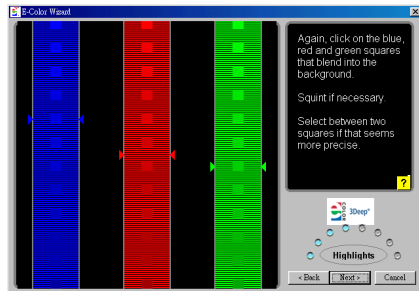 E-Color Wizard
Again, click on the blue,
red and green squares
that blend into the
background.
Squint if necessary.
Select between two
squares if that seems
more precise.
?
3Deep®
Highlights
< Back
Next >
Cancel